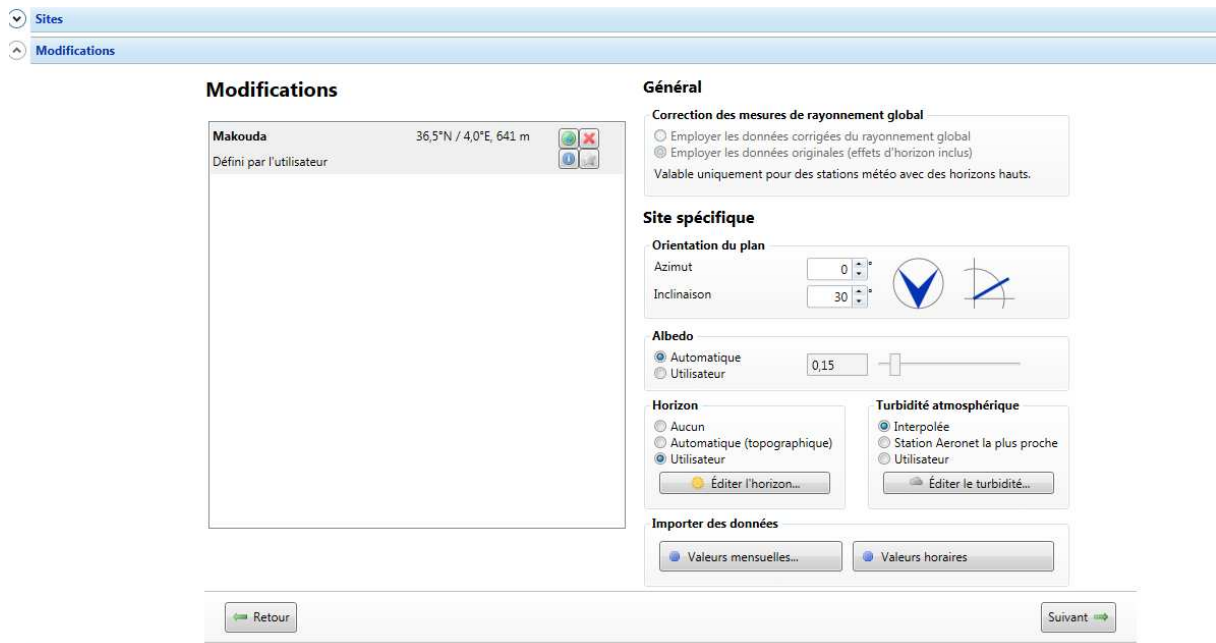 Sites
Modifications
Modifications
Makouda 36,5°N / 4,0°E, 641 m
Défini par l'utilisateur
Général
Correction des mesures de rayonnement global
Employer les données corrigées du rayonnement global
Employer les données originales (effets d'horizon inclus)
Valable uniquement pour des stations météo avec des horizons hauts.
Site spécifique
Orientation du plan
Azimut 0 °
Inclinaison 30 °
Albedo
Automatique 0,15
Utilisateur
Horizon
Aucun
Automatique (topographique)
Utilisateur
Éditer l'horizon...
Turbidité atmosphérique
Interpolée
Station Aeronet la plus proche
Utilisateur
Éditer le turbidité...
Importer des données
Valeurs mensuelles... Valeurs horaires
Retour Suivant